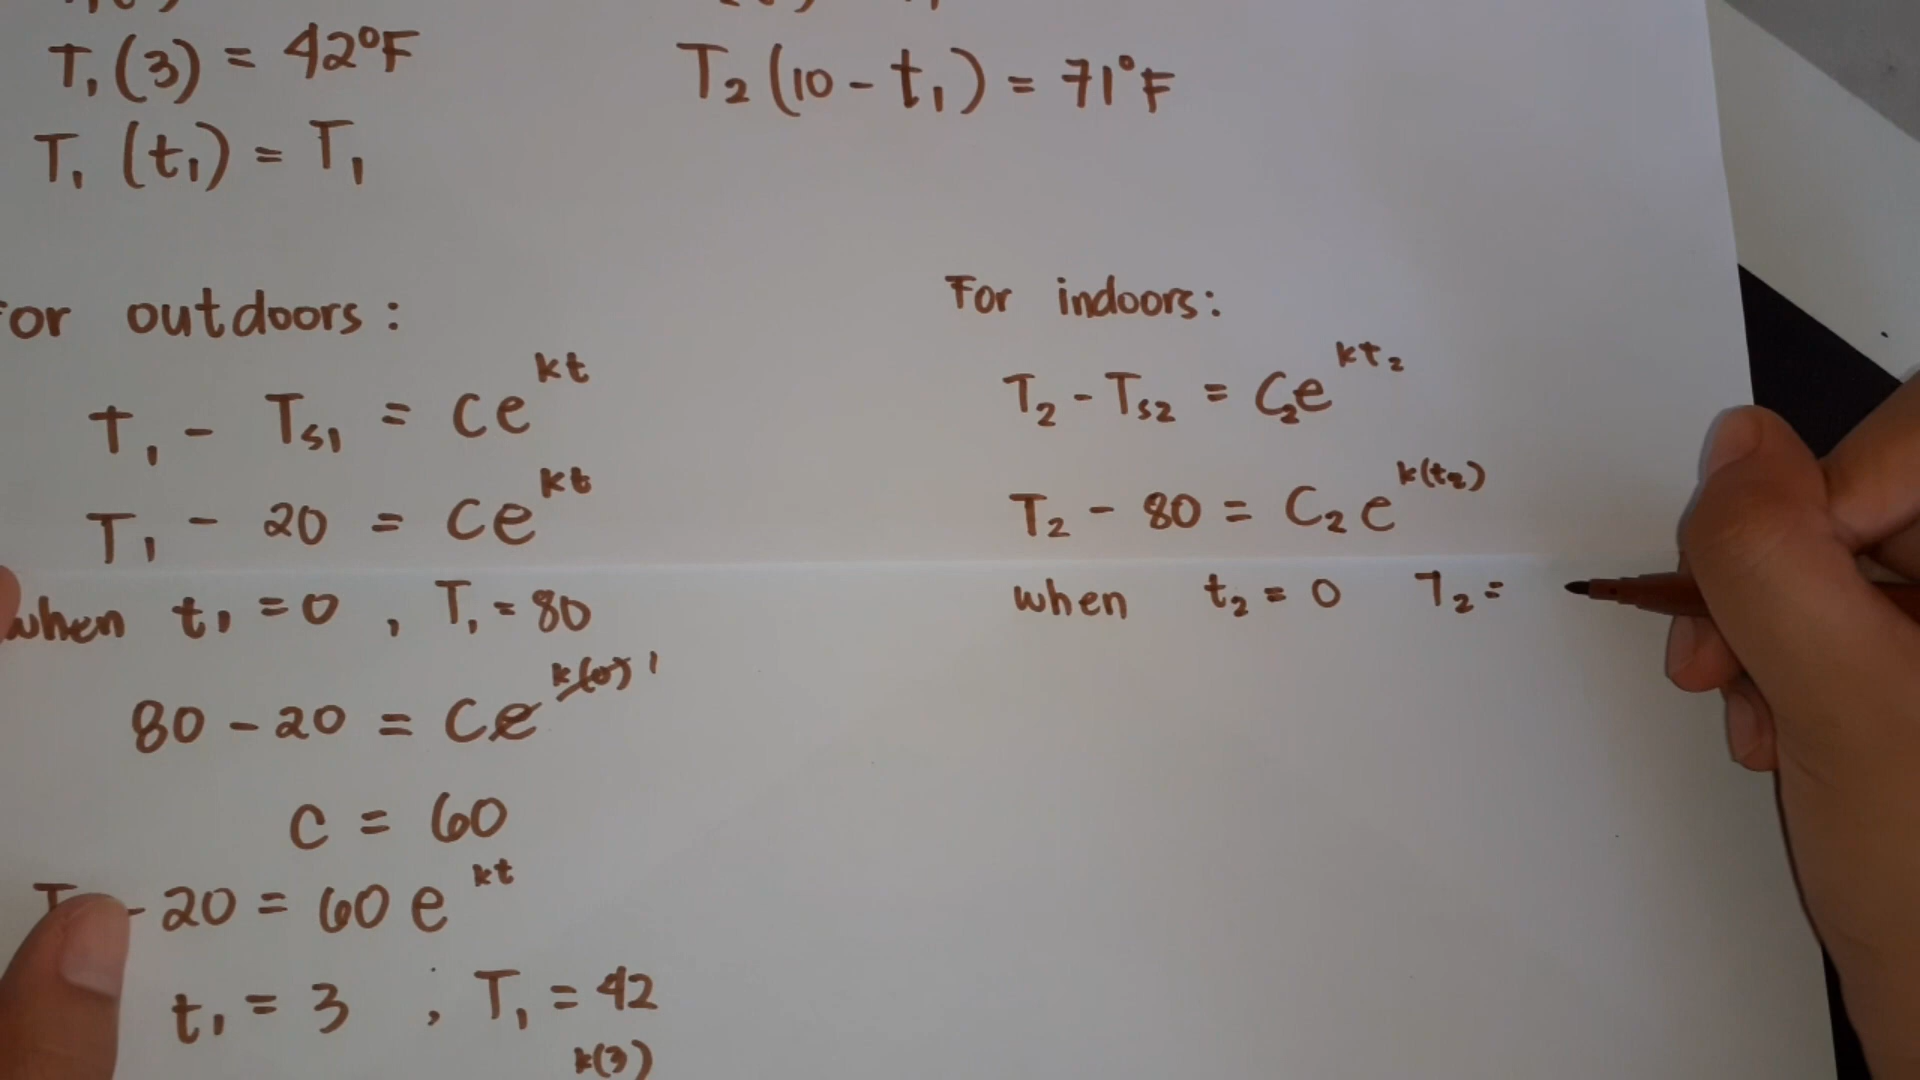 T₁(3) = 42°F
T₁(t₁) = T₁
T₂(10 - t₁) = 71°F
For outdoors:
T₁ - Ts₁ = Ce^kt
T₁ - 20 = Ce^kt
when t₁ = 0, T₁ = 80
80 - 20 = Ce^k(0) 1
C = 60
- 20 = 60 e^kt
t₁ = 3 ; T₁ = 42
k(3)
For indoors:
T₂ - Ts₂ = C₂e^kt₂
T₂ - 80 = C₂e^k(t₂)
when t₂ = 0 T₂ =